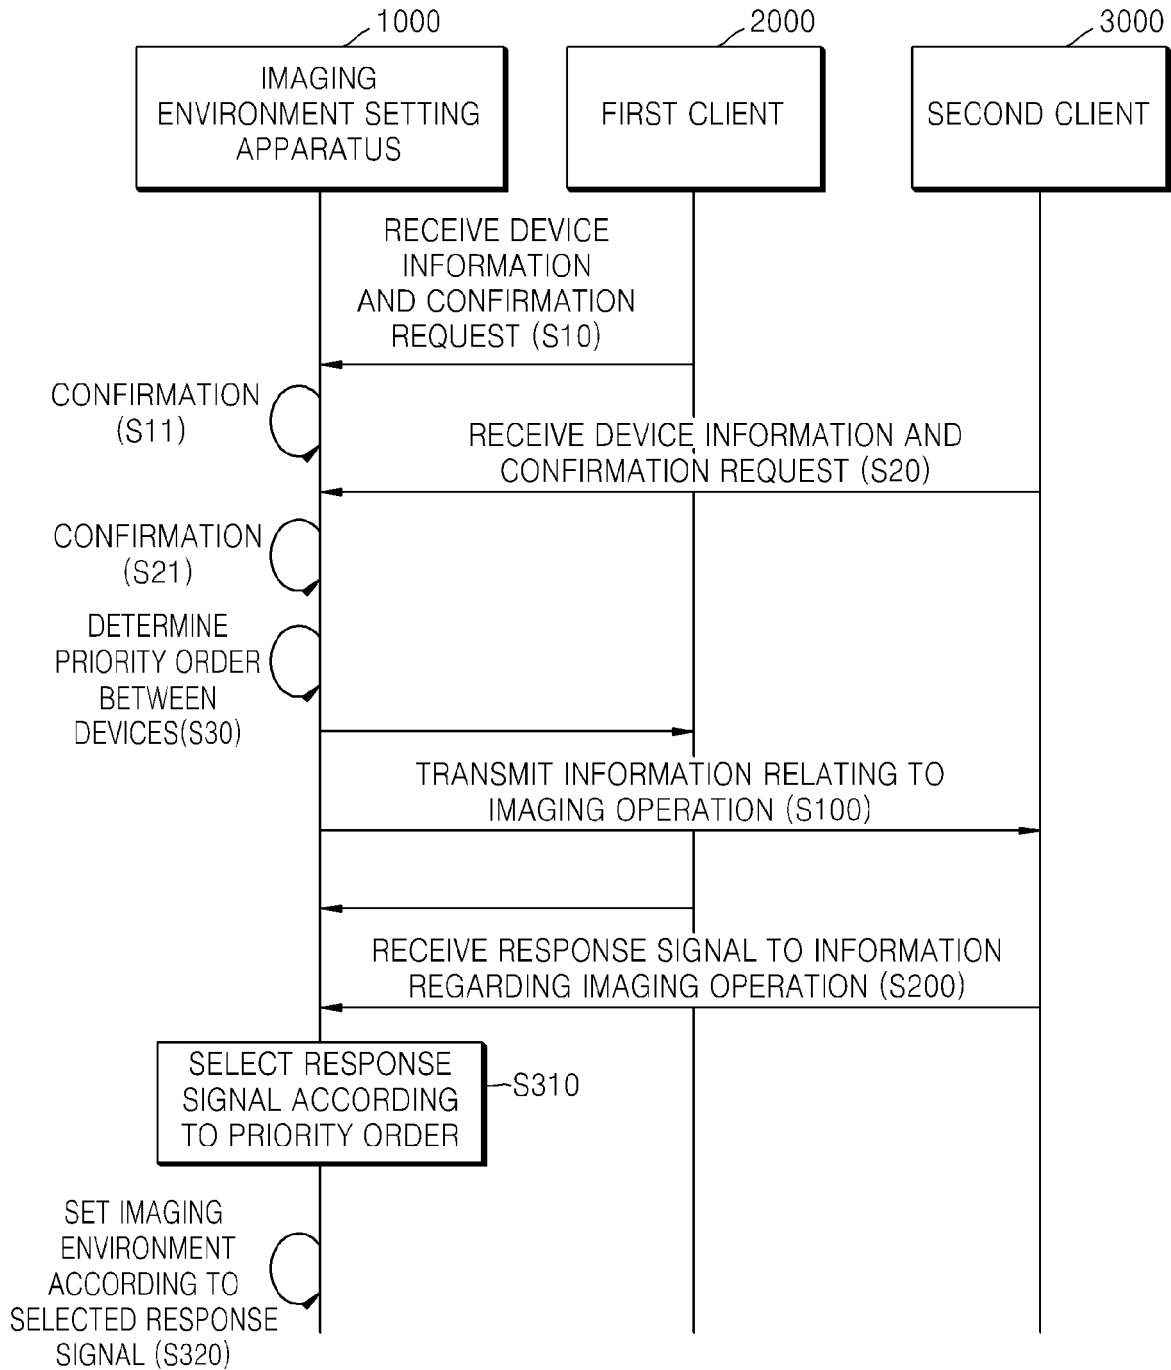 1000
2000
3000
IMAGING
ENVIRONMENT SETTING
APPARATUS
FIRST CLIENT
SECOND CLIENT
RECEIVE DEVICE
INFORMATION
AND CONFIRMATION
REQUEST (S10)
CONFIRMATION
(S11)
RECEIVE DEVICE INFORMATION AND
CONFIRMATION REQUEST (S20)
CONFIRMATION
(S21)
DETERMINE
PRIORITY ORDER
BETWEEN
DEVICES(S30)
TRANSMIT INFORMATION RELATING TO
IMAGING OPERATION (S100)
RECEIVE RESPONSE SIGNAL TO INFORMATION
REGARDING IMAGING OPERATION (S200)
SELECT RESPONSE
SIGNAL ACCORDING
TO PRIORITY ORDER
S310
SET IMAGING
ENVIRONMENT
ACCORDING TO
SELECTED RESPONSE
SIGNAL (S320)